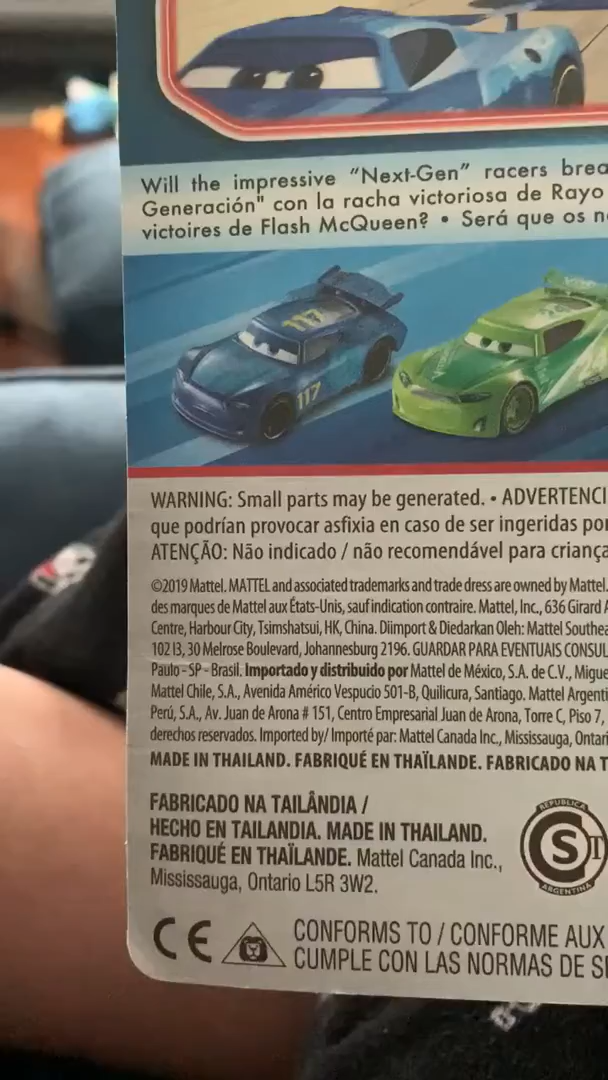 Will the impressive "Next-Gen" racers brea
Generación" con la racha victoriosa de Rayo
victoires de Flash McQueen? • Será que os n
117
117
WARNING: Small parts may be generated. • ADVERTENCI
que podrían provocar asfixia en caso de ser ingeridas por
ATENÇÃO: Não indicado / não recomendável para criança
©2019 Mattel. MATTEL and associated trademarks and trade dress are owned by Mattel.
des marques de Mattel aux États-Unis, sauf indication contraire. Mattel, Inc., 636 Girard A
Centre, Harbour City, Tsimshatsui, HK, China. Diimport & Diedarkan Oleh: Mattel Southea
102 I3, 30 Melrose Boulevard, Johannesburg 2196. GUARDAR PARA EVENTUAIS CONSUL
Paulo - SP - Brasil. Importado y distribuido por Mattel de México, S.A. de C.V., Migue
Mattel Chile, S.A., Avenida Américo Vespucio 501-B, Quilicura, Santiago. Mattel Argenti
Perú, S.A., Av. Juan de Arona # 151, Centro Empresarial Juan de Arona, Torre C, Piso 7,
derechos reservados. Imported by/ Importé par: Mattel Canada Inc., Mississauga, Ontari
MADE IN THAILAND. FABRIQUÉ EN THAÏLANDE. FABRICADO NA T
FABRICADO NA TAILÂNDIA /
HECHO EN TAILANDIA. MADE IN THAILAND.
FABRIQUÉ EN THAÏLANDE. Mattel Canada Inc.,
Mississauga, Ontario L5R 3W2.
REPUBLICA
S
ARGENTINA
CE
CONFORMS TO / CONFORME AUX
CUMPLE CON LAS NORMAS DE SE